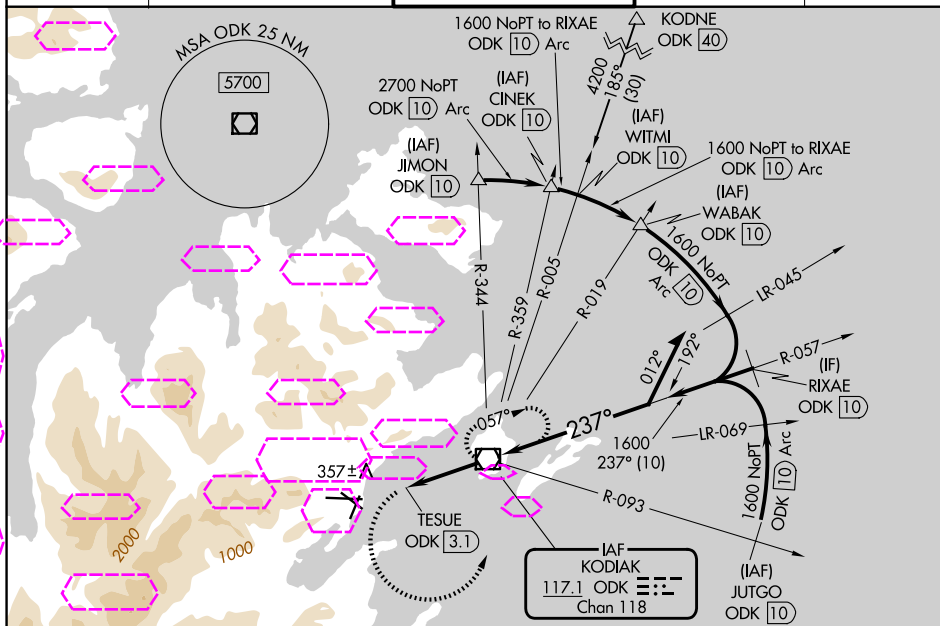 MSA ODK 25 NM
5700
1600 NoPT to RIXAE
ODK 10 Arc
KODNE
ODK 40
4200
185°
(30)
2700 NoPT
ODK 10 Arc
(IAF)
CINEK
ODK 10
(IAF)
WITMI
ODK 10
(IAF)
JIMON
ODK 10
1600 NoPT to RIXAE
ODK 10 Arc
(IAF)
WABAK
ODK 10
1600 NoPT
ODK 10
Arc
R-344
R-359
R-005
R-019
LR-045
012°
192°
R-057
(IF)
RIXAE
ODK 10
057°
237°
1600
237° (10)
LR-069
1600 NoPT
ODK 10 Arc
357±
R-093
TESUE
ODK 3.1
2000
1000
IAF
KODIAK
117.1 ODK
Chan 118
(IAF)
JUTGO
ODK 10